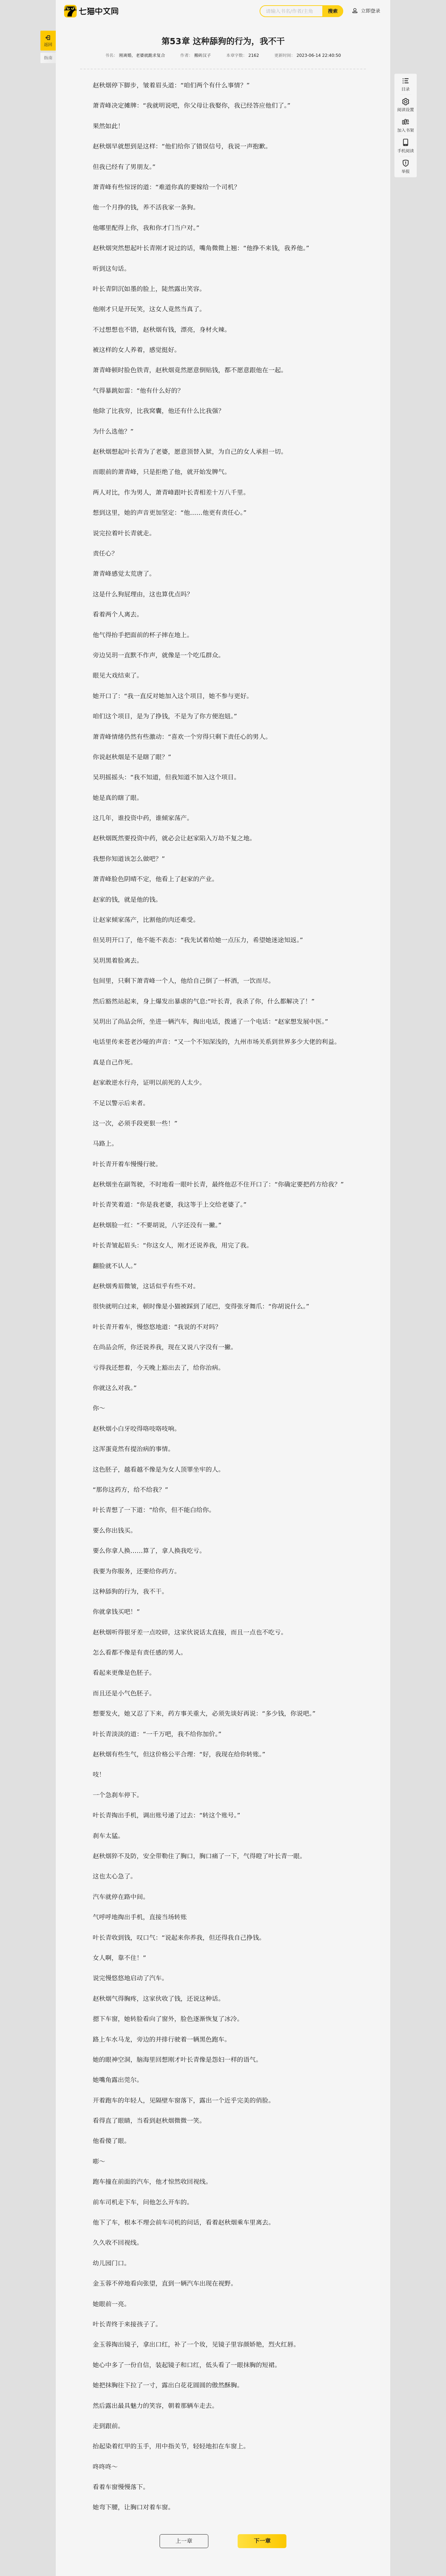 七猫中文网
请输入书名/作者/主角
搜索
立即登录
返回
畅读
目录
阅读设置
加入书架
手机阅读
举报
第53章 这种舔狗的行为，我不干
作者：
本章字数： 2162
更新时间： 2023-06-14 22:40:50
赵秋烟停下脚步，皱着眉头道：“咱们两个有什么事情？”
萧青峰决定摊牌：“我就明说吧，你父母让我娶你，我已经答应他们了。”
果然如此！
赵秋烟早就想到是这样：“他们给你了错误信号，我说一声抱歉。
但我已经有了男朋友。”
萧青峰有些惊讶的道：“难道你真的要嫁给一个司机？
他一个月挣的钱，养不活我家一条狗。
他哪里配得上你，我和你才门当户对。”
赵秋烟突然想起叶长青刚才说过的话，嘴角微微上翘：“他挣不来钱，我养他。”
听到这句话。
叶长青阴沉如墨的脸上，陡然露出笑容。
他刚才只是开玩笑，这女人竟然当真了。
不过想想也不错，赵秋烟有钱，漂亮，身材火辣。
被这样的女人养着，感觉挺好。
萧青峰顿时脸色铁青，赵秋烟竟然愿意倒贴钱，都不愿意跟他在一起。
气得暴跳如雷：“他有什么好的？
他除了比我穷，比我窝囊，他还有什么比我强？
为什么选他？”
赵秋烟想起叶长青为了老婆，愿意顶替入狱，为自己的女人承担一切。
而眼前的萧青峰，只是拒绝了他，就开始发脾气。
两人对比，作为男人，萧青峰跟叶长青相差十万八千里。
想到这里，她的声音更加坚定：“他……他更有责任心。”
说完拉着叶长青就走。
责任心？
萧青峰感觉太荒唐了。
这是什么狗屁理由，这也算优点吗？
看着两个人离去。
他气得抬手把面前的杯子摔在地上。
旁边吴玥一直默不作声，就像是一个吃瓜群众。
眼见大戏结束了。
她开口了：“我一直反对她加入这个项目，她不参与更好。
咱们这个项目，是为了挣钱，不是为了你方便泡妞。”
萧青峰情绪仍然有些激动：“喜欢一个穷得只剩下责任心的男人。
你说赵秋烟是不是瞎了眼？”
吴玥摇摇头：“我不知道，但我知道不加入这个项目。
她是真的瞎了眼。
这几年，谁投资中药，谁倾家荡产。
赵秋烟既然要投资中药，就必会让赵家陷入万劫不复之地。
我想你知道该怎么做吧？”
萧青峰脸色阴晴不定，他看上了赵家的产业。
赵家的钱，就是他的钱。
让赵家倾家荡产，比割他的肉还难受。
但吴玥开口了，他不能不表态：“我先试着给她一点压力，希望她迷途知返。”
吴玥黑着脸离去。
包间里，只剩下萧青峰一个人，他给自己倒了一杯酒，一饮而尽。
然后豁然站起来，身上爆发出暴虐的气息:“叶长青，我杀了你，什么都解决了！”
吴玥出了尚品会所，坐进一辆汽车，掏出电话，拨通了一个电话：“赵家想发展中医。”
电话里传来苍老沙哑的声音：“又一个不知深浅的，九州市场关系到世界多少大佬的利益。
真是自己作死。
赵家敢逆水行舟，证明以前死的人太少。
不足以警示后来者。
这一次，必须手段更狠一些！”
马路上。
叶长青开着车慢慢行驶。
赵秋烟坐在副驾驶，不时地看一眼叶长青，最终他忍不住开口了：“你确定要把药方给我？”
叶长青笑着道：“你是我老婆，我这等于上交给老婆了。”
赵秋烟脸一红：“不要胡说，八字还没有一撇。”
叶长青皱起眉头：“你这女人，刚才还说养我，用完了我。
翻脸就不认人。”
赵秋烟秀眉微皱，这话似乎有些不对。
很快就明白过来，顿时像是小猫被踩到了尾巴，变得张牙舞爪：“你胡说什么。”
叶长青开着车，慢悠悠地道：“我说的不对吗？
在尚品会所，你还说养我，现在又说八字没有一撇。
亏得我还想着，今天晚上豁出去了，给你治病。
你就这么对我。”
你～
赵秋烟小白牙咬得咯吱咯吱响。
这浑蛋竟然有提治病的事情。
这色胚子，越看越不像是为女人顶罪坐牢的人。
“那你这药方，给不给我？”
叶长青想了一下道：“给你，但不能白给你。
要么你出钱买。
要么你拿人换……算了，拿人换我吃亏。
我要为你服务，还要给你药方。
这种舔狗的行为，我不干。
你就拿钱买吧！”
赵秋烟听得银牙差一点咬碎，这家伙说话太直接，而且一点也不吃亏。
怎么看都不像是有责任感的男人。
看起来更像是色胚子。
而且还是小气色胚子。
想要发火，她又忍了下来，药方事关重大，必须先谈好再说：“多少钱，你说吧。”
叶长青淡淡的道：“一千万吧，我不给你加价。”
赵秋烟有些生气，但这价格公平合理：“好，我现在给你转账。”
吱！
一个急刹车停下。
叶长青掏出手机，调出账号递了过去：“转这个账号。”
刹车太猛。
赵秋烟猝不及防，安全带勒住了胸口，胸口痛了一下，气得瞪了叶长青一眼。
这也太心急了。
汽车就停在路中间。
气呼呼地掏出手机，直接当场转账
叶长青收到钱，叹口气：“说起来你养我，但还得我自己挣钱。
女人啊，靠不住！”
说完慢悠悠地启动了汽车。
赵秋烟气得胸疼，这家伙收了钱，还说这种话。
摁下车窗，她转脸看向了窗外，脸色逐渐恢复了冰冷。
路上车水马龙，旁边的并排行驶着一辆黑色跑车。
她的眼神空洞，脑海里回想刚才叶长青像是怨妇一样的语气。
她嘴角露出莞尔。
开着跑车的年轻人，见隔壁车窗落下，露出一个近乎完美的俏脸。
看得直了眼睛，当看到赵秋烟微微一笑。
他看傻了眼。
嘭～
跑车撞在前面的汽车，他才惊然收回视线。
前车司机走下车，问他怎么开车的。
他下了车，根本不理会前车司机的问话，看着赵秋烟乘车里离去。
久久收不回视线。
幼儿园门口。
金玉蓉不停地看向张望，直到一辆汽车出现在视野。
她眼前一亮。
叶长青终于来接孩子了。
金玉蓉掏出镜子，拿出口红，补了一个妆，见镜子里容颜娇艳，烈火红唇。
她心中多了一份自信，装起镜子和口红，低头看了一眼抹胸的短裙。
她把抹胸往下拉了一寸，露出白花花圆圆的傲然酥胸。
然后露出最具魅力的笑容，朝着那辆车走去。
走到跟前。
抬起染着红甲的玉手，用中指关节，轻轻地扣在车窗上。
咚咚咚～
看着车窗慢慢落下。
她弯下腰，让胸口对着车窗。
上一章
下一章